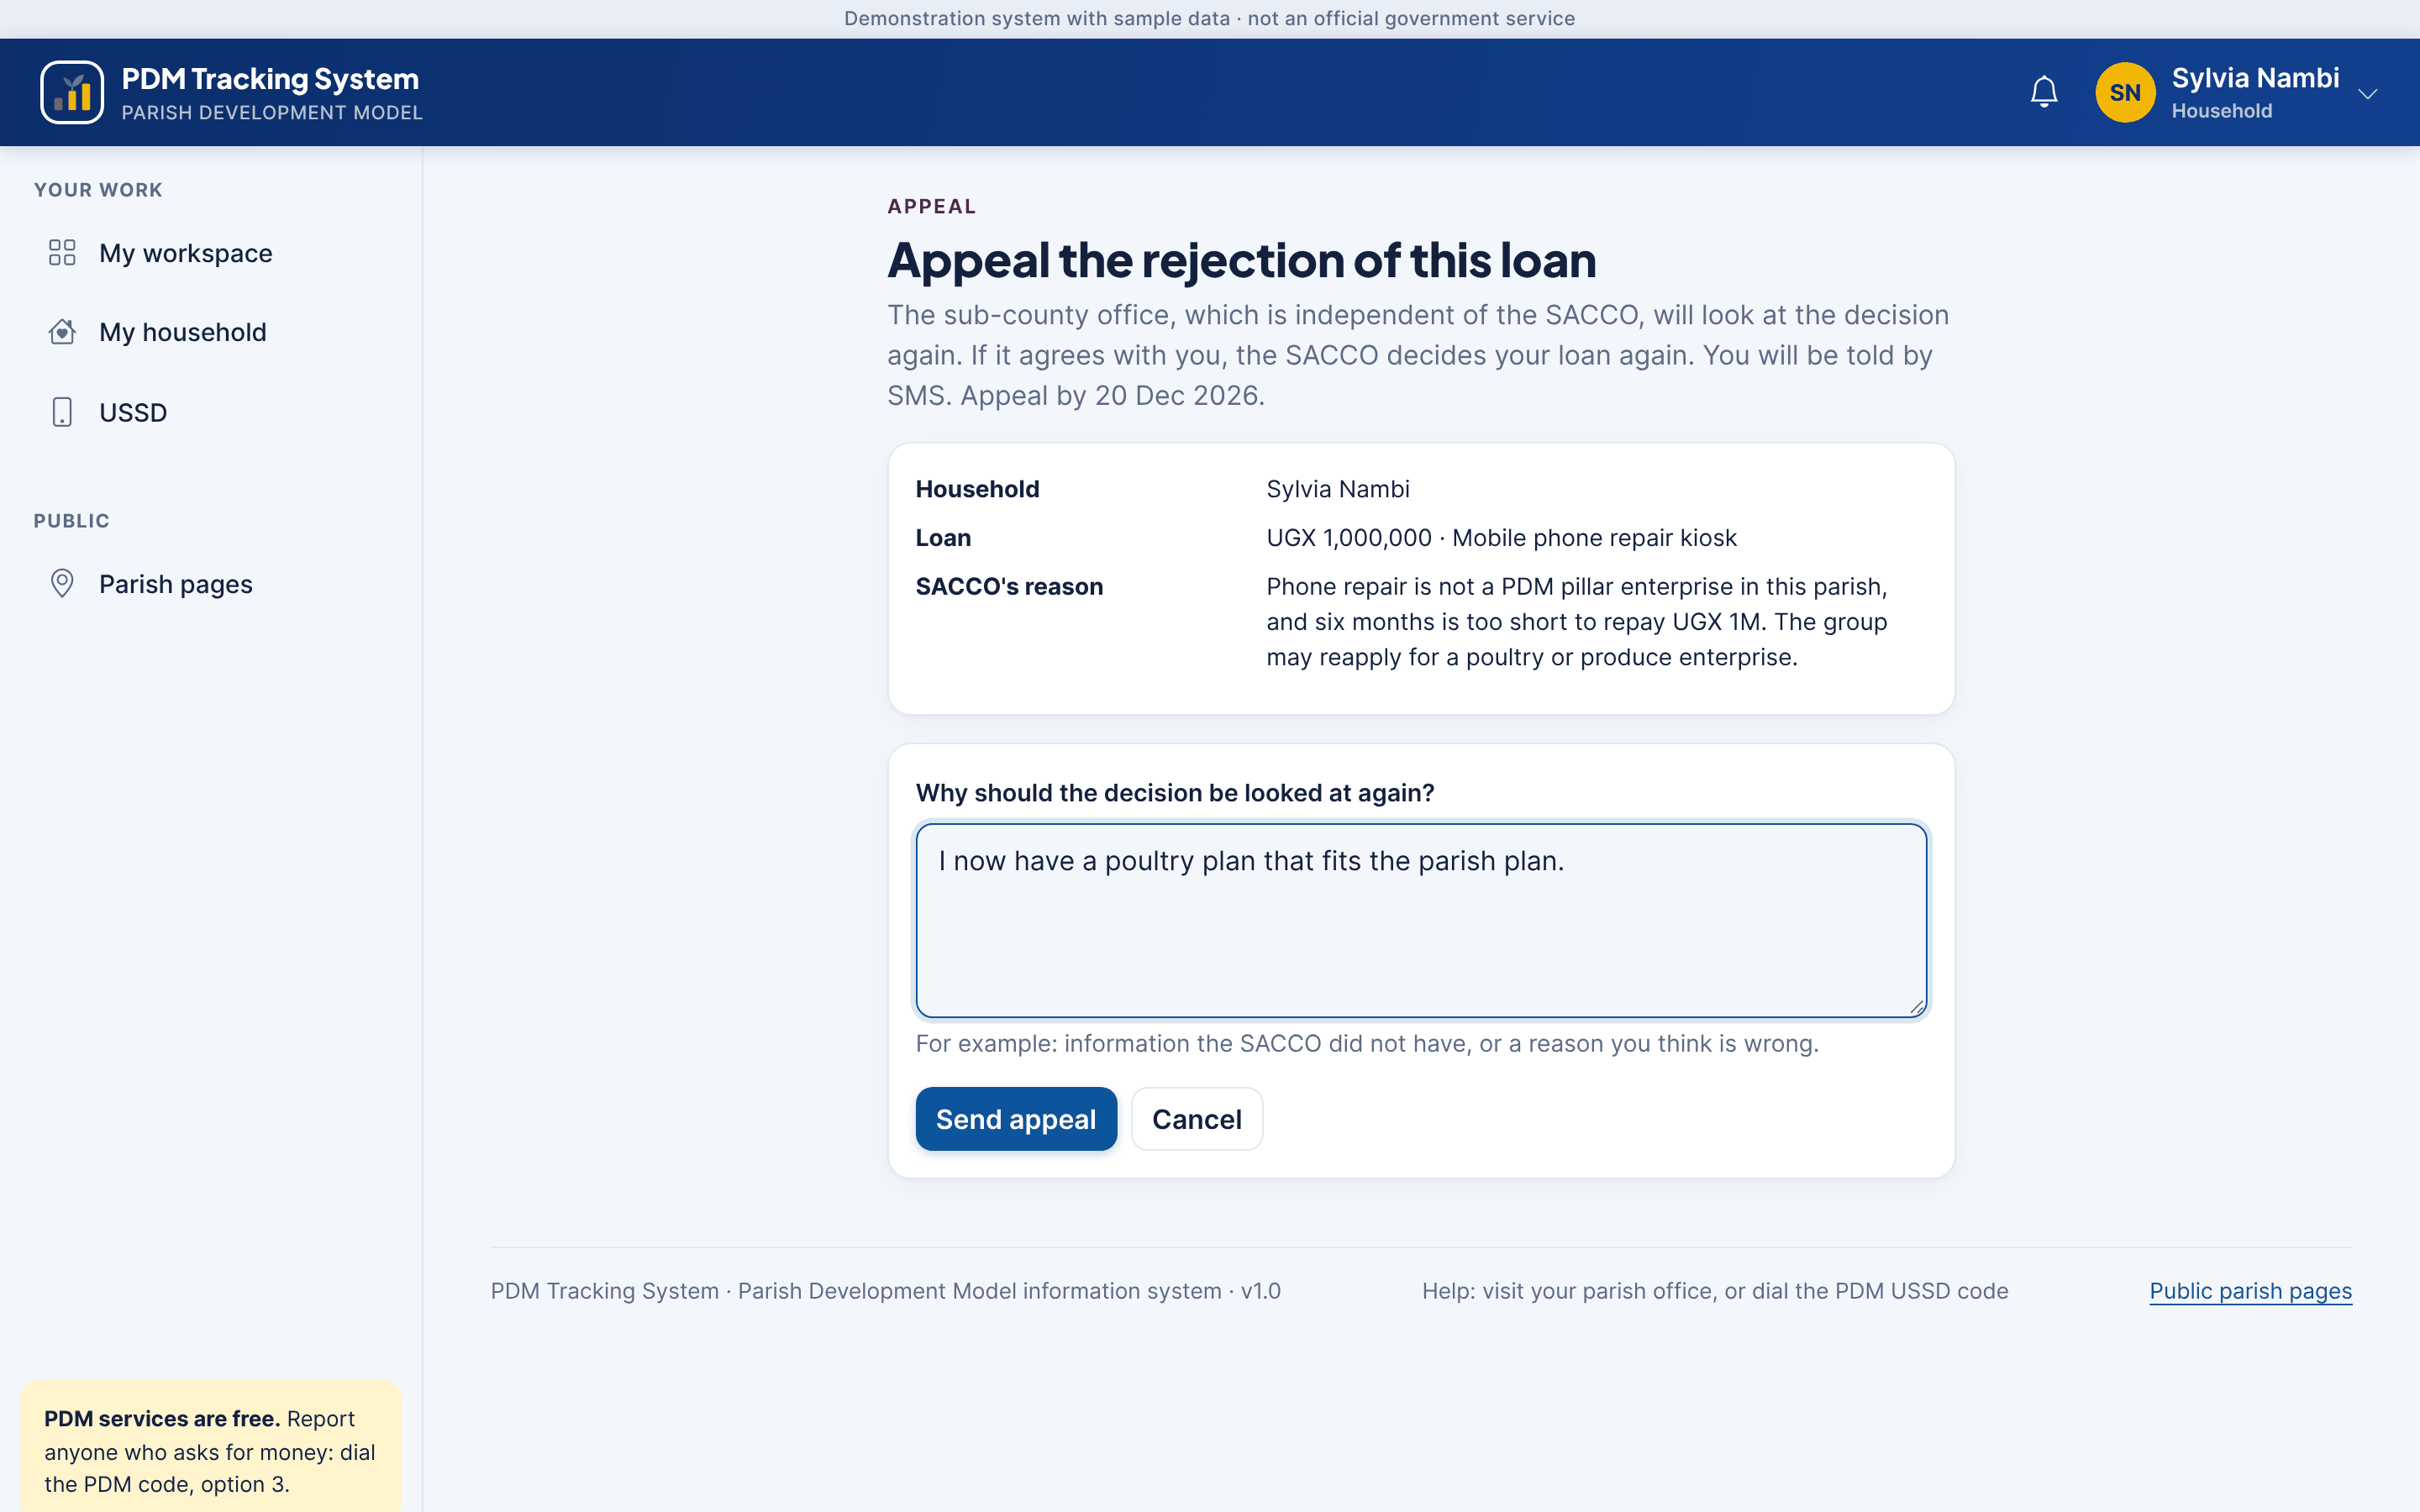 Demonstration system with sample data · not an official government service
PDM Tracking System
PARISH DEVELOPMENT MODEL
SN
Sylvia Nambi
Household
YOUR WORK
My workspace
My household
USSD
PUBLIC
Parish pages
PDM services are free. Report
anyone who asks for money: dial
the PDM code, option 3.
APPEAL
Appeal the rejection of this loan
The sub-county office, which is independent of the SACCO, will look at the decision
again. If it agrees with you, the SACCO decides your loan again. You will be told by
SMS. Appeal by 20 Dec 2026.
Household Sylvia Nambi
Loan UGX 1,000,000 · Mobile phone repair kiosk
SACCO's reason Phone repair is not a PDM pillar enterprise in this parish,
and six months is too short to repay UGX 1M. The group
may reapply for a poultry or produce enterprise.
Why should the decision be looked at again?
I now have a poultry plan that fits the parish plan.
For example: information the SACCO did not have, or a reason you think is wrong.
Send appeal Cancel
PDM Tracking System · Parish Development Model information system · v1.0 Help: visit your parish office, or dial the PDM USSD code Public parish pages